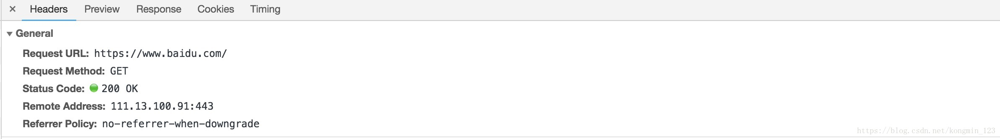 × Headers Preview Response Cookies Timing
▼ General
Request URL: https://www.baidu.com/
Request Method: GET
Status Code: 200 OK
Remote Address: 111.13.100.91:443
Referrer Policy: no-referrer-when-downgrade
https://blog.csdn.net/kongmin_123